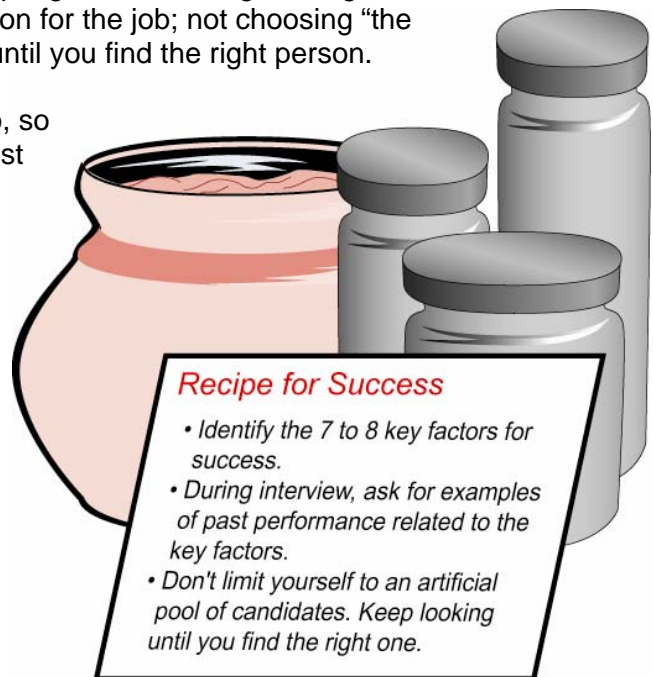 on for the job; not choosing “the
until you find the right person.
so
st
Recipe for Success
• Identify the 7 to 8 key factors for
success.
• During interview, ask for examples
of past performance related to the
key factors.
• Don't limit yourself to an artificial
pool of candidates. Keep looking
until you find the right one.